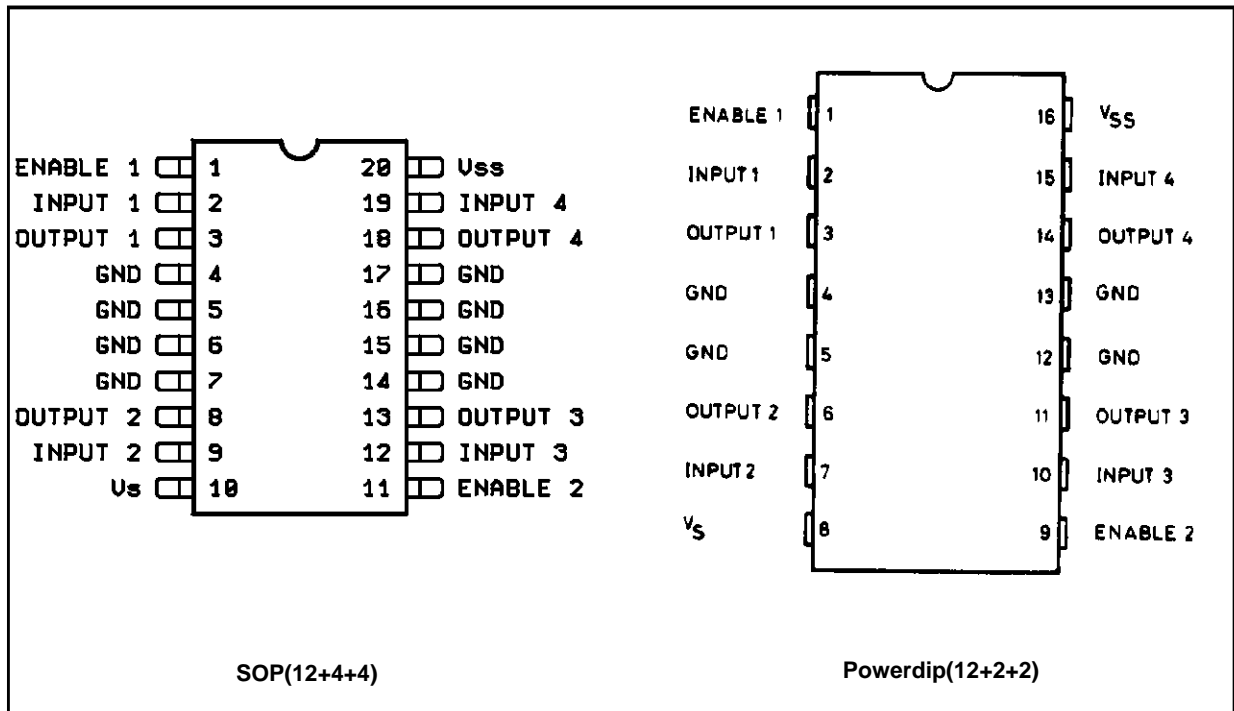 ENABLE 1 1 20 Vss
INPUT 1 2 19 INPUT 4
OUTPUT 1 3 18 OUTPUT 4
GND 4 17 GND
GND 5 16 GND
GND 6 15 GND
GND 7 14 GND
OUTPUT 2 8 13 OUTPUT 3
INPUT 2 9 12 INPUT 3
Vs 10 11 ENABLE 2
SOP(12+4+4)
ENABLE 1 1 16 VSS
INPUT 1 2 15 INPUT 4
OUTPUT 1 3 14 OUTPUT 4
GND 4 13 GND
GND 5 12 GND
OUTPUT 2 6 11 OUTPUT 3
INPUT 2 7 10 INPUT 3
VS 8 9 ENABLE 2
Powerdip(12+2+2)